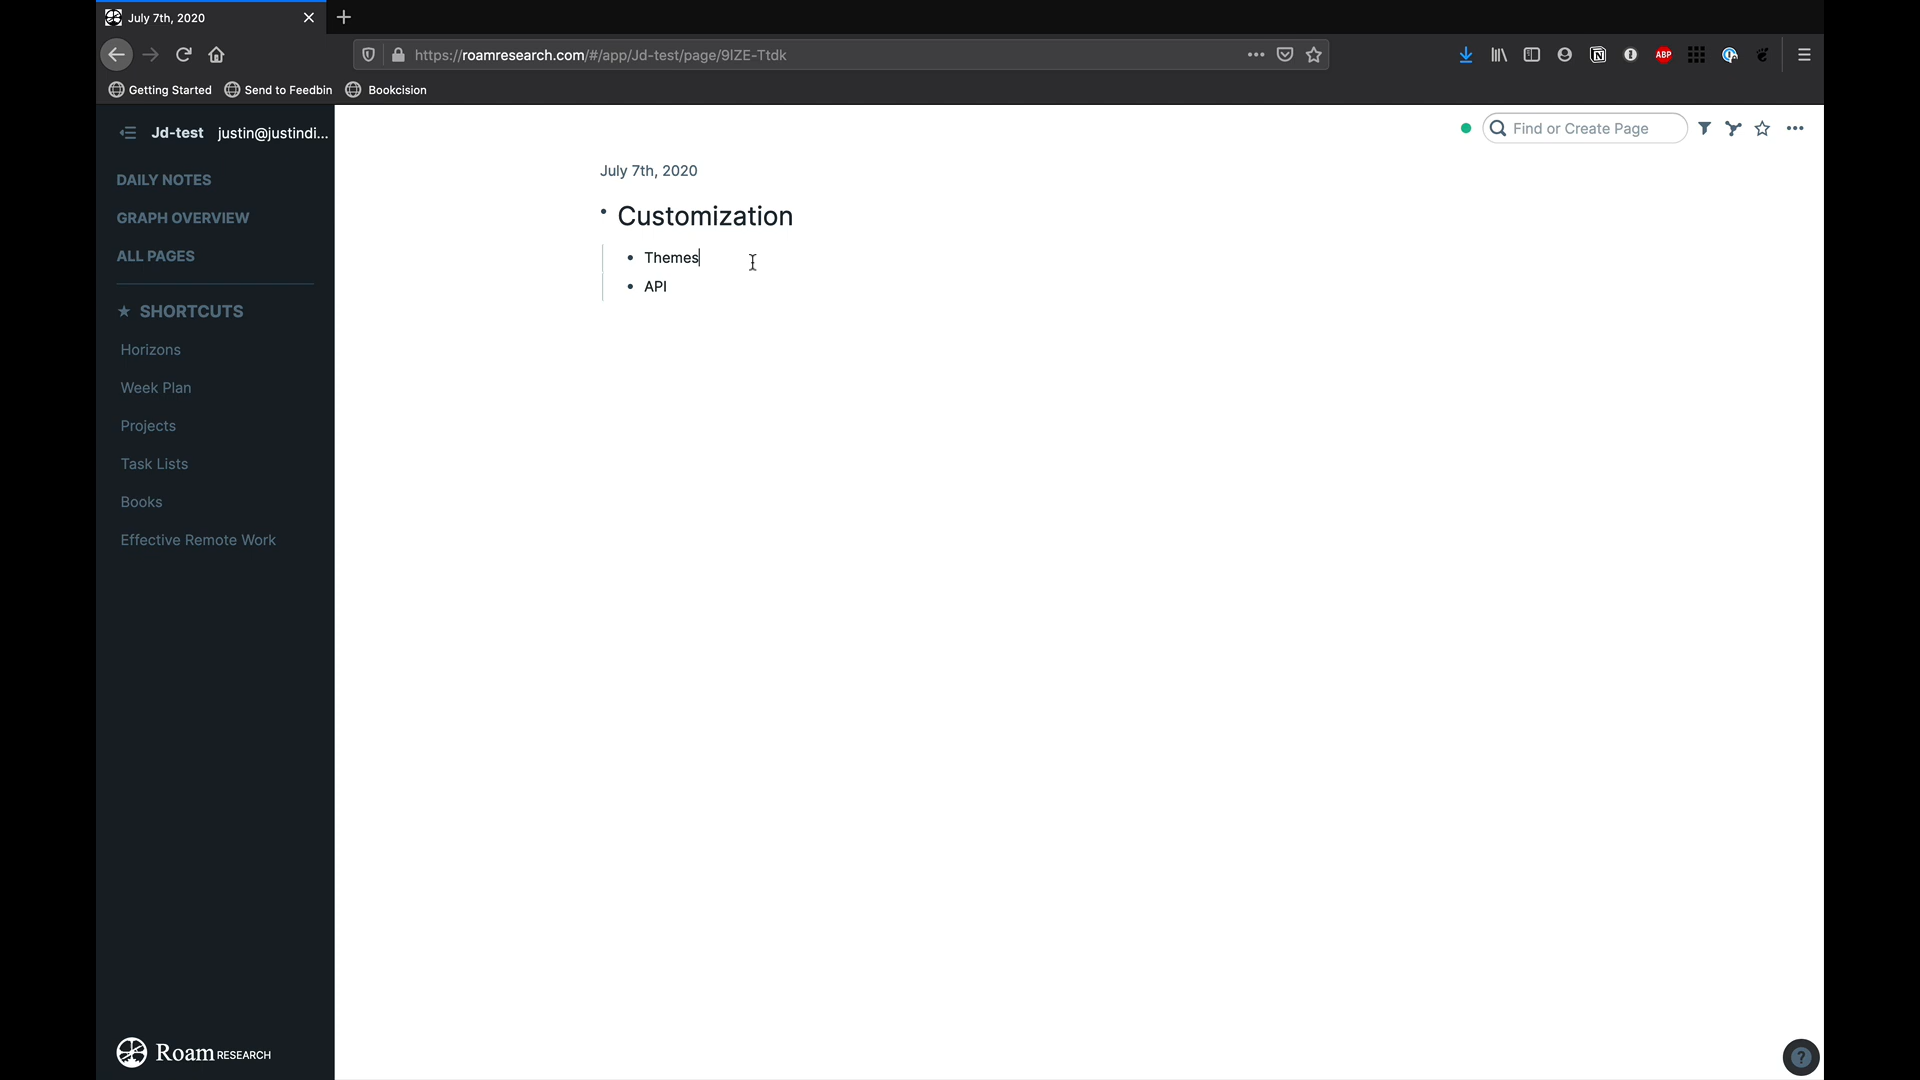 July 7th, 2020
https://roamresearch.com/#/app/Jd-test/page/9IZE-Ttdk
ABP
Getting Started Send to Feedbin Bookcision
Jd-test justin@justindi...
Find or Create Page
DAILY NOTES
GRAPH OVERVIEW
ALL PAGES
★ SHORTCUTS
Horizons
Week Plan
Projects
Task Lists
Books
Effective Remote Work
July 7th, 2020
• Customization
• Themes
• API
Roam RESEARCH
?